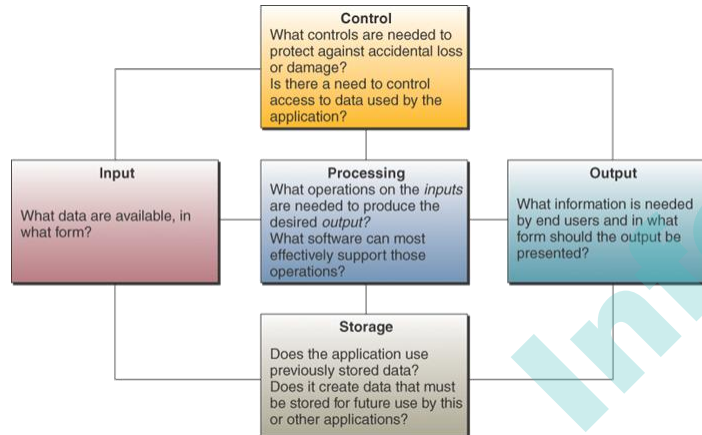 Control
What controls are needed to
protect against accidental loss
or damage?
Is there a need to control
access to data used by the
application?
Input
What data are available, in
what form?
Processing
What operations on the inputs
are needed to produce the
desired output?
What software can most
effectively support those
operations?
Output
What information is needed
by end users and in what
form should the output be
presented?
Storage
Does the application use
previously stored data?
Does it create data that must
be stored for future use by this
or other applications?